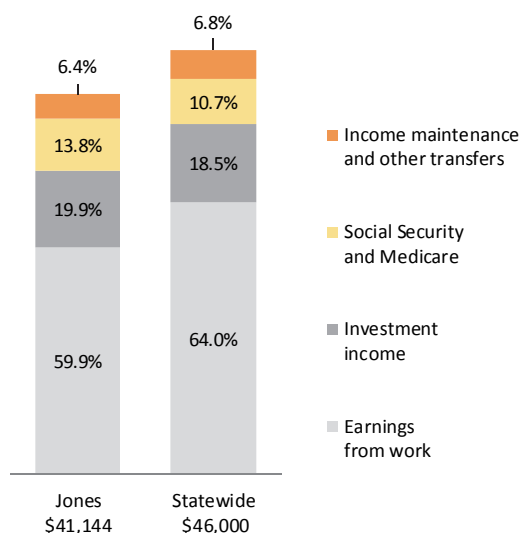 6.8%
6.4%
10.7%
13.8%
18.5%
19.9%
64.0%
59.9%
Income maintenance
and other transfers
Social Security
and Medicare
Investment
income
Earnings
from work
Jones
$41,144
Statewide
$46,000